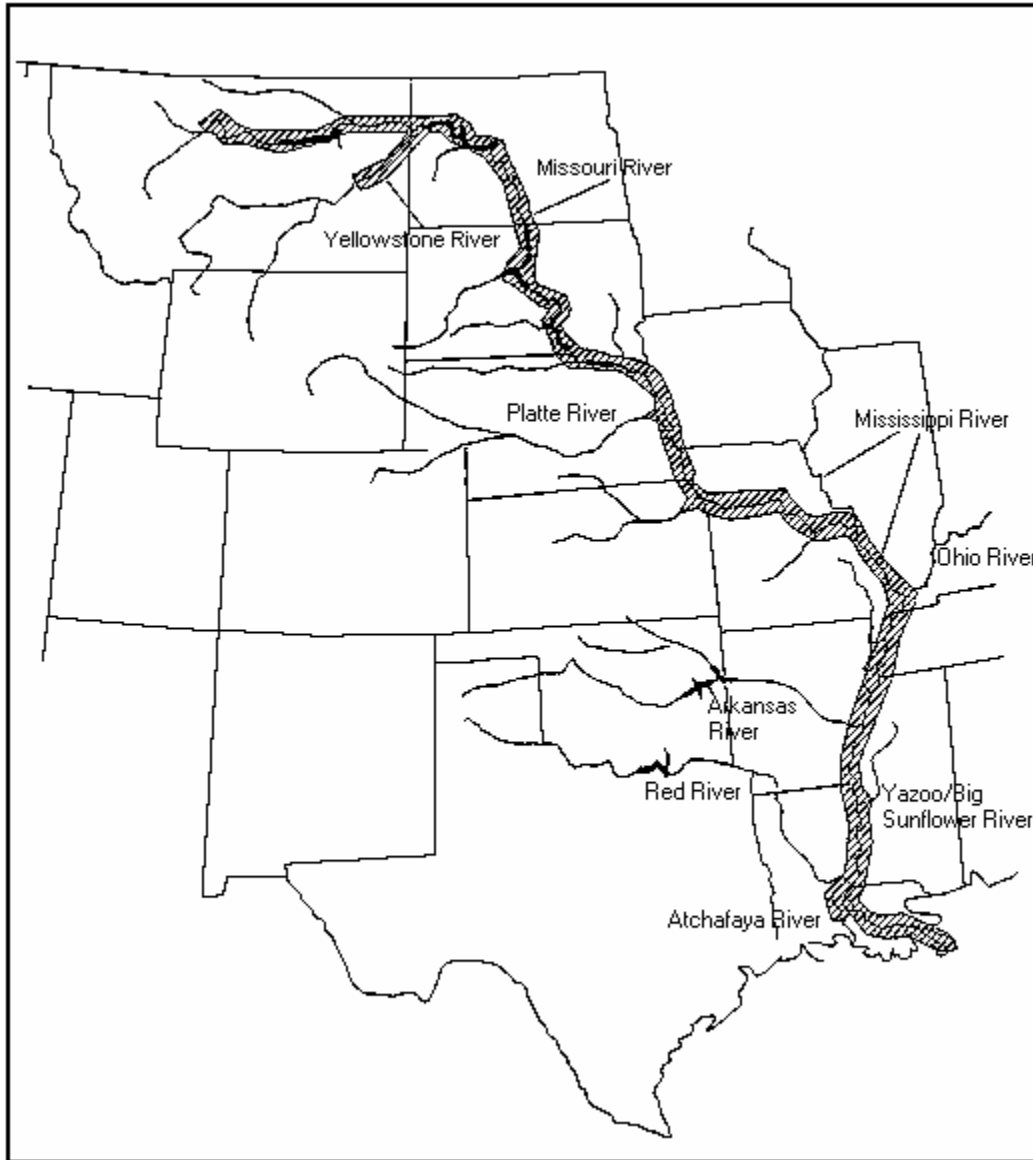 Missouri River
Yellowstone River
Platte River
Mississippi River
Ohio River
Arkansas
River
Red River
Yazoo/Big
Sunflower River
Atchafaya River